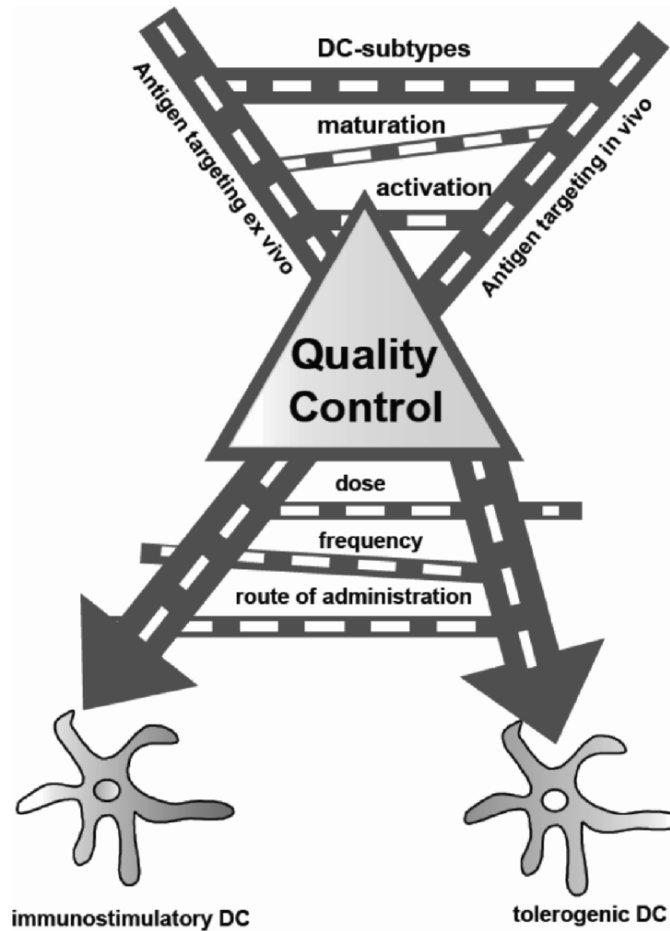 DC-subtypes
maturation
activation
Antigen targeting ex vivo
Antigen targeting in vivo
Quality
Control
dose
frequency
route of administration
immunostimulatory DC
tolerogenic DC